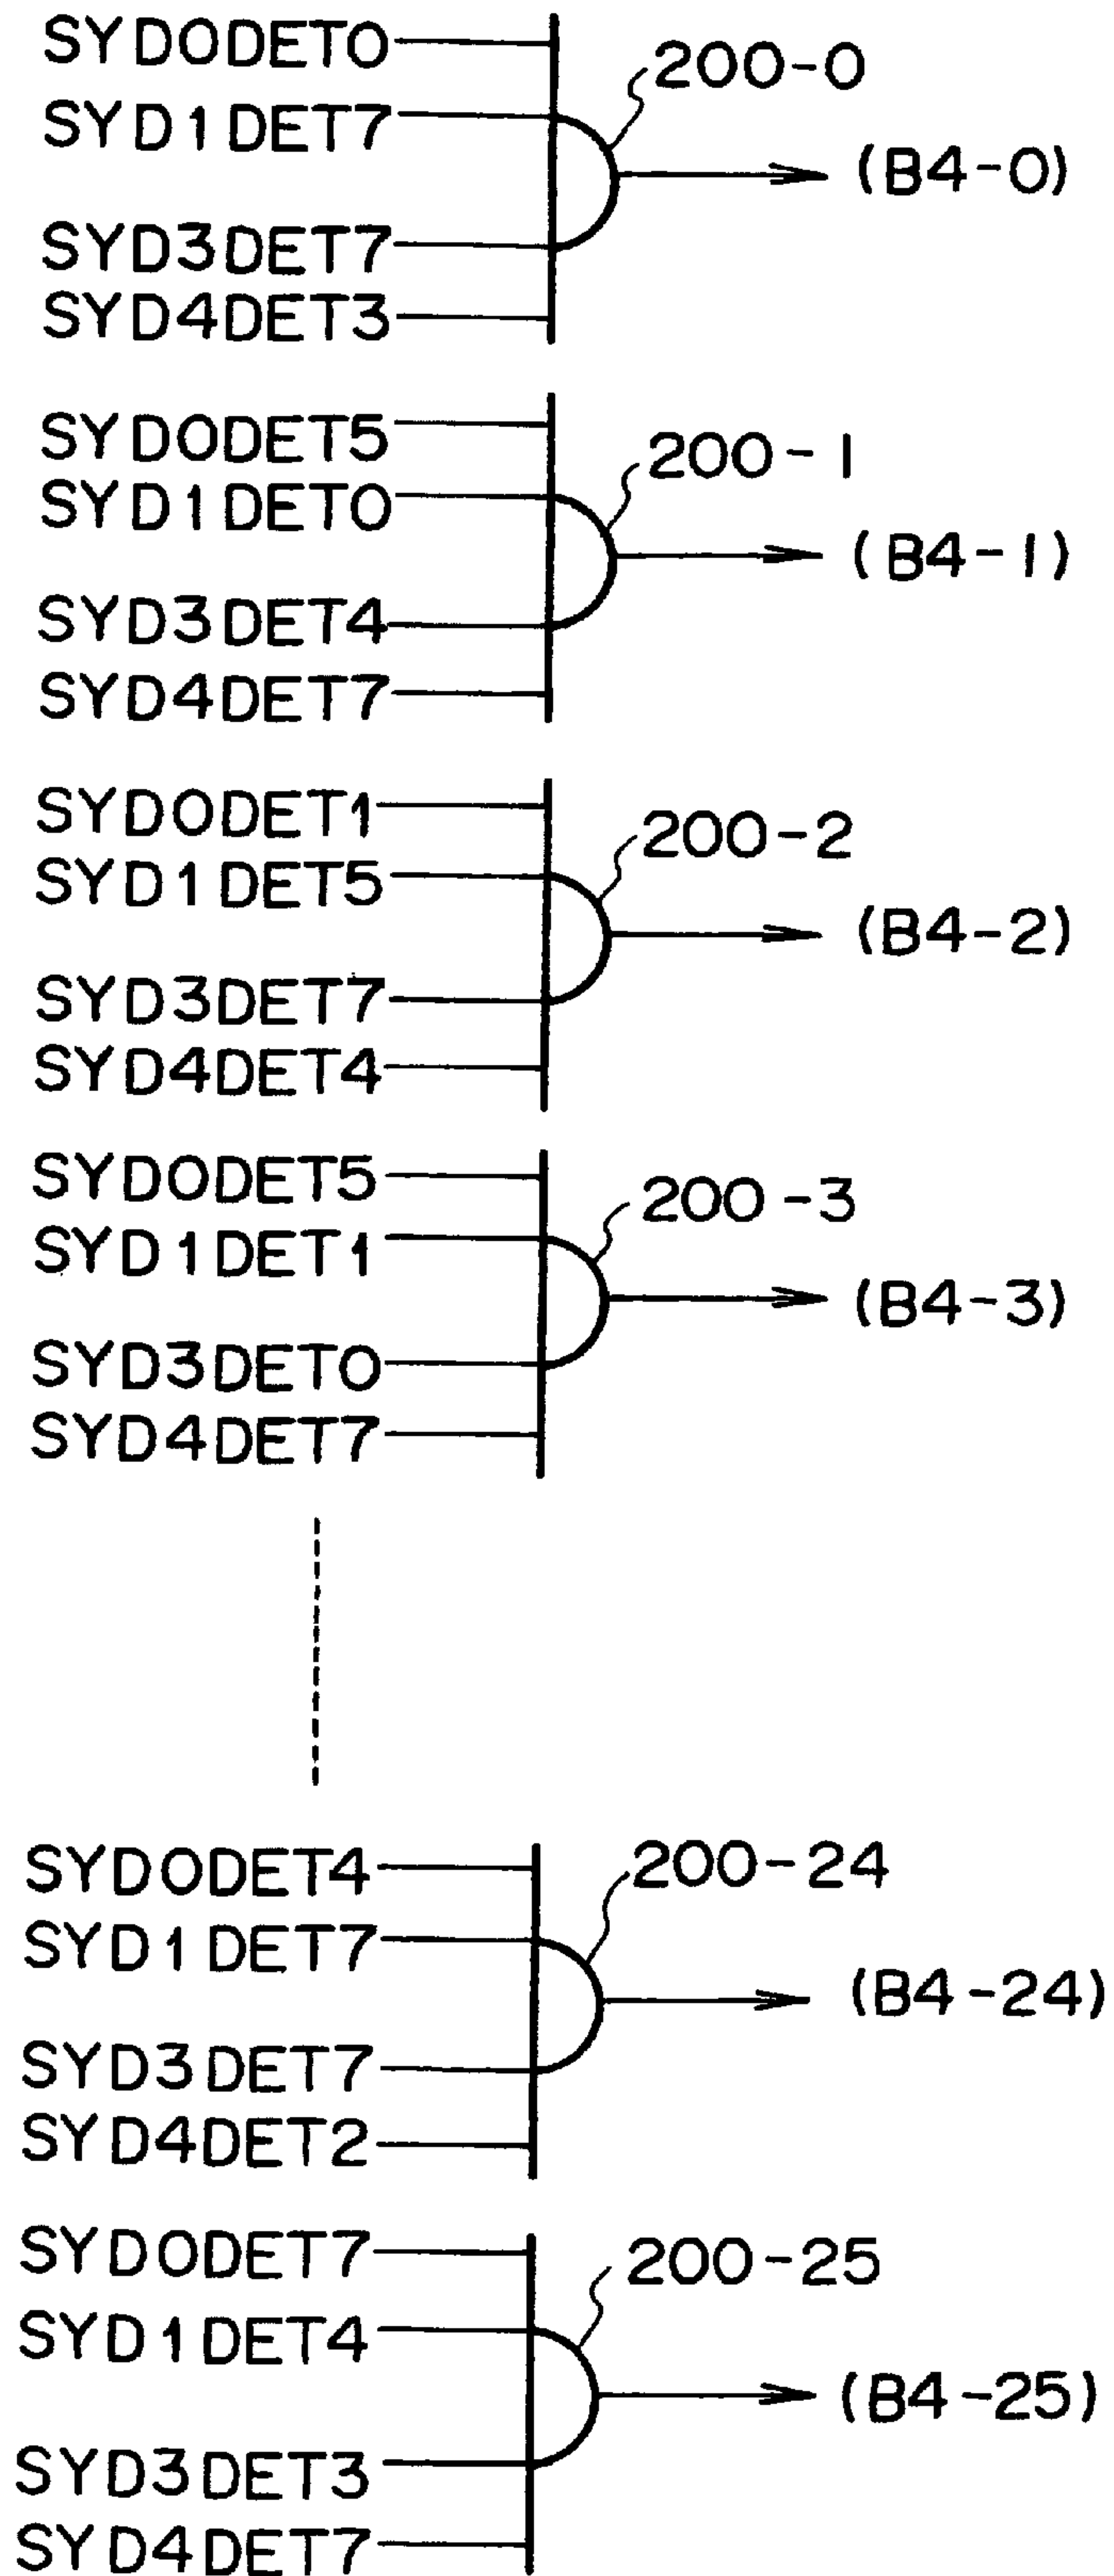 SYD0DET0
200-0
SYD1DET7
(B4-0)
SYD3DET7
SYD4DET3
SYD0DET5
200-1
SYD1DET0
(B4-1)
SYD3DET4
SYD4DET7
SYD0DET1
200-2
SYD1DET5
(B4-2)
SYD3DET7
SYD4DET4
SYD0DET5
200-3
SYD1DET1
(B4-3)
SYD3DET0
SYD4DET7
SYD0DET4
200-24
SYD1DET7
(B4-24)
SYD3DET7
SYD4DET2
SYD0DET7
200-25
SYD1DET4
(B4-25)
SYD3DET3
SYD4DET7